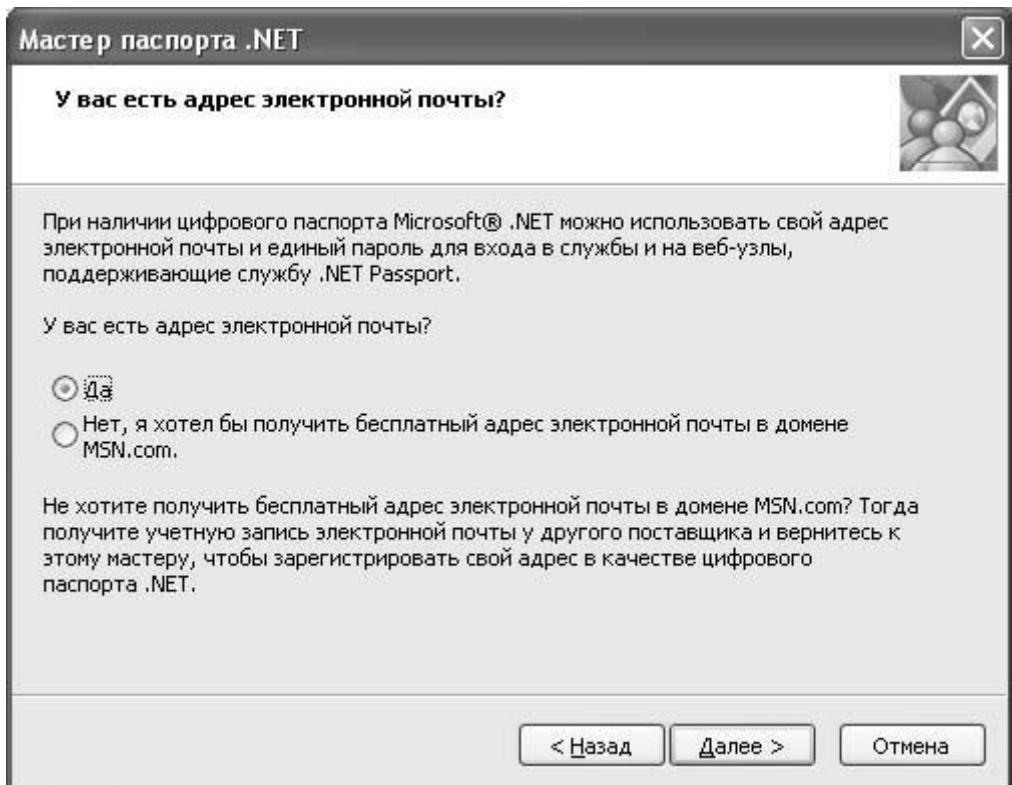 Мастер паспорта .NET
У вас есть адрес электронной почты?
При наличии цифрового паспорта Microsoft® .NET можно использовать свой адрес
электронной почты и единый пароль для входа в службы и на веб-узлы,
поддерживающие службу .NET Passport.
У вас есть адрес электронной почты?
Да
Нет, я хотел бы получить бесплатный адрес электронной почты в домене
MSN.com.
Не хотите получить бесплатный адрес электронной почты в домене MSN.com? Тогда
получите учетную запись электронной почты у другого поставщика и вернитесь к
этому мастеру, чтобы зарегистрировать свой адрес в качестве цифрового
паспорта .NET.
< Назад Далее > Отмена